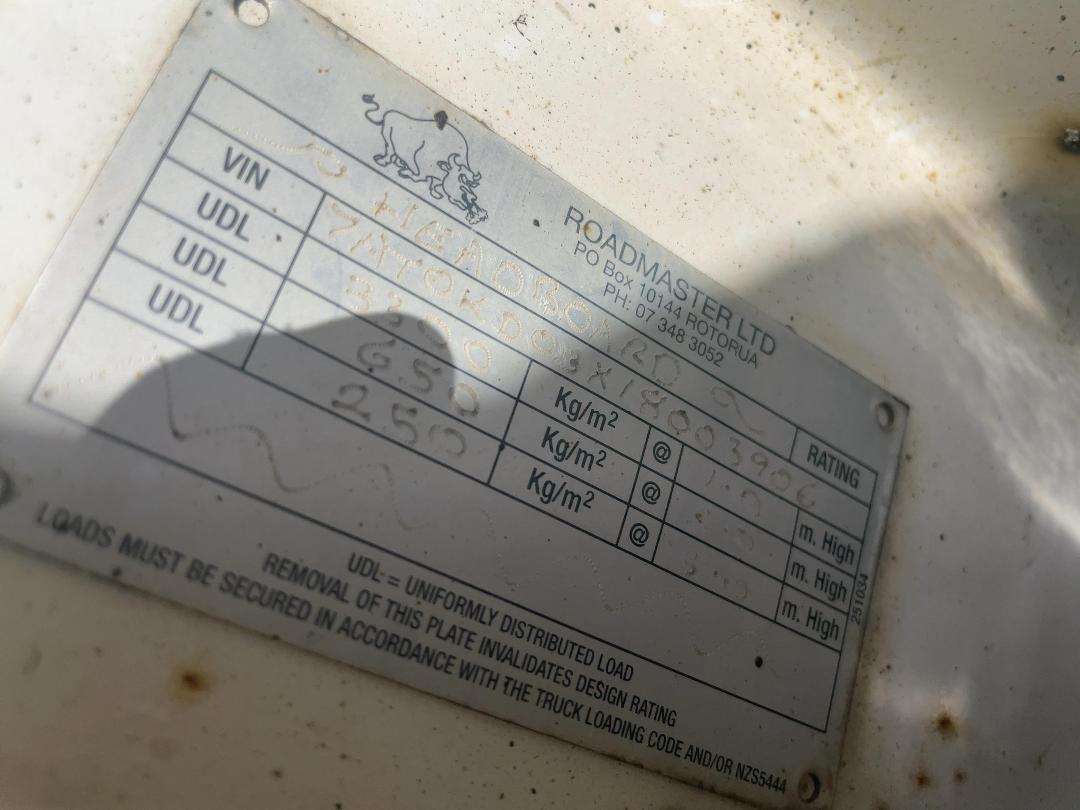 ROADMASTER LTD
PO Box 10144 ROTORUA
PH: 07 348 3052
HEADBOARD RATING
VIN
UDL 3300 Kg/m² @ m. High
UDL 650 Kg/m² @ m. High
UDL 250 Kg/m² @ m. High
251034
UDL = UNIFORMLY DISTRIBUTED LOAD
REMOVAL OF THIS PLATE INVALIDATES DESIGN RATING
LOADS MUST BE SECURED IN ACCORDANCE WITH THE TRUCK LOADING CODE AND/OR NZS5444